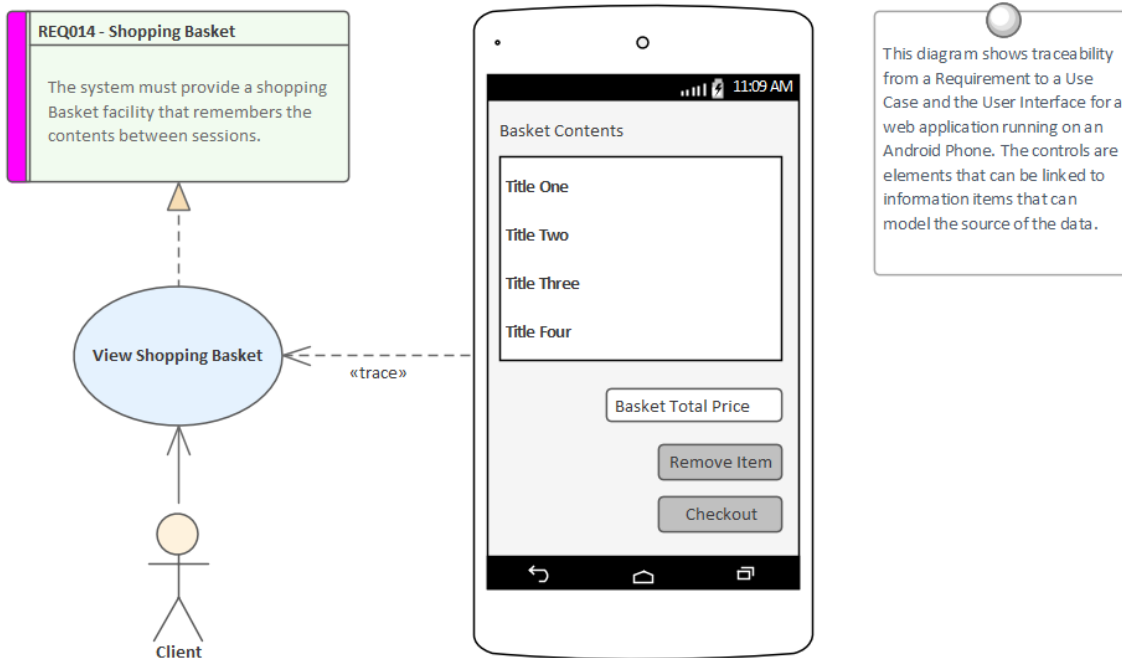 REQ014 - Shopping Basket
The system must provide a shopping
Basket facility that remembers the
contents between sessions.
View Shopping Basket
«trace»
Client
11:09 AM
Basket Contents
Title One
Title Two
Title Three
Title Four
Basket Total Price
Remove Item
Checkout
This diagram shows traceability
from a Requirement to a Use
Case and the User Interface for a
web application running on an
Android Phone. The controls are
elements that can be linked to
information items that can
model the source of the data.